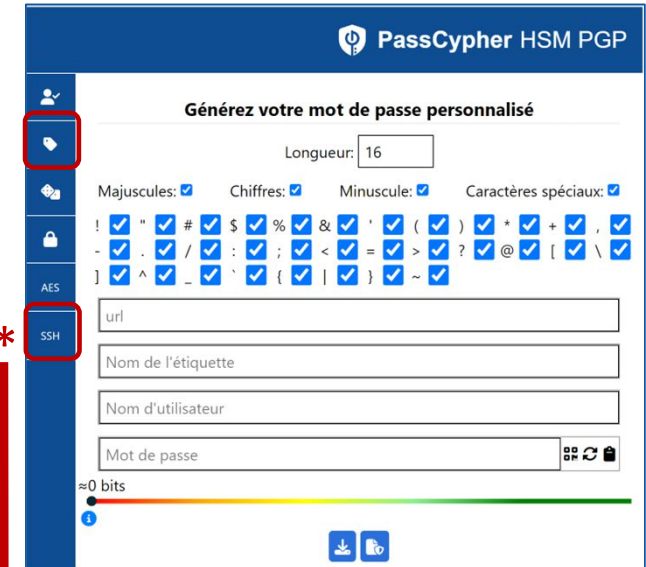 PassCypher HSM PGP
Générez votre mot de passe personnalisé
Longueur: 16
Majuscules: Chiffres: Minuscule: Caractères spéciaux:
! " # $ % & ' ( ) * + ,
- . / : ; < = > ? @ [ \
] ^ _ ` { | } ~
AES
url
SSH
*
Nom de l'étiquette
Nom d'utilisateur
Mot de passe
≈0 bits